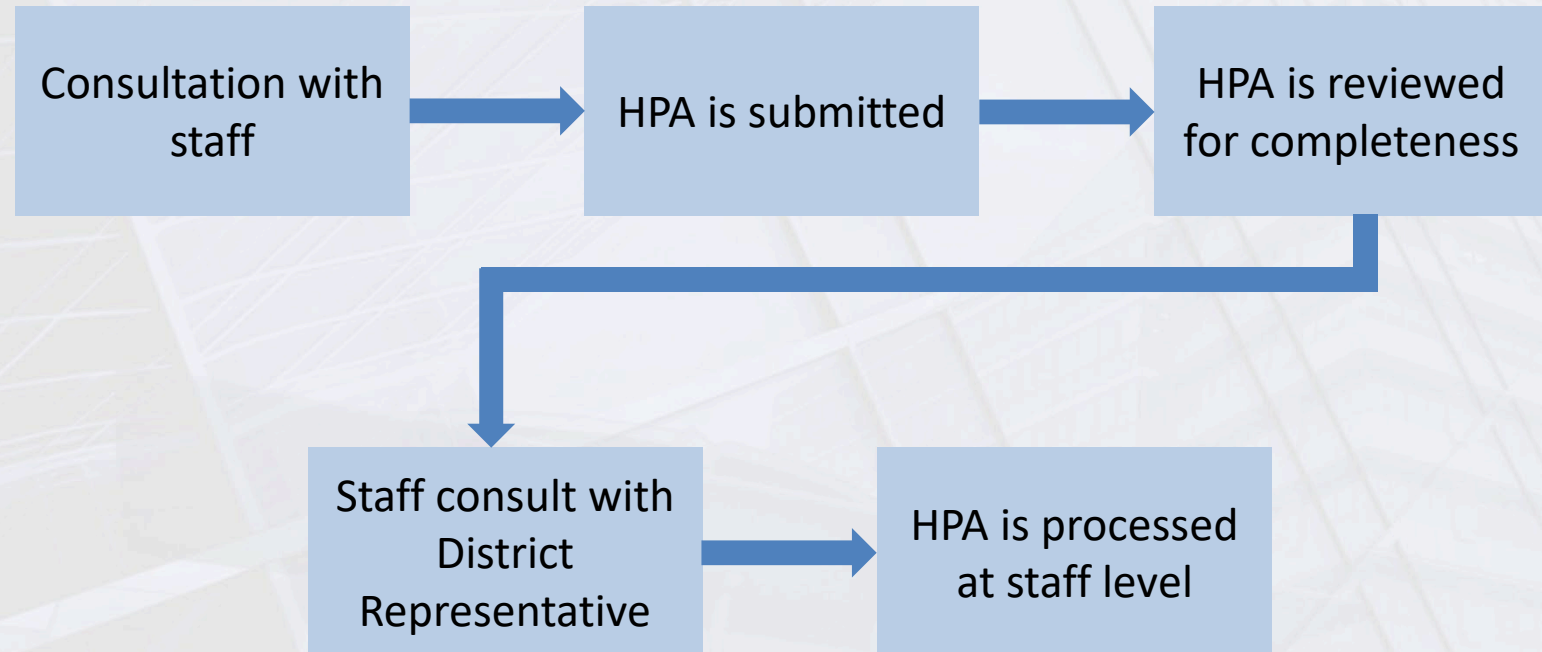 Consultation with
staff
HPA is submitted
HPA is reviewed
for completeness
Staff consult with
District
Representative
HPA is processed
at staff level